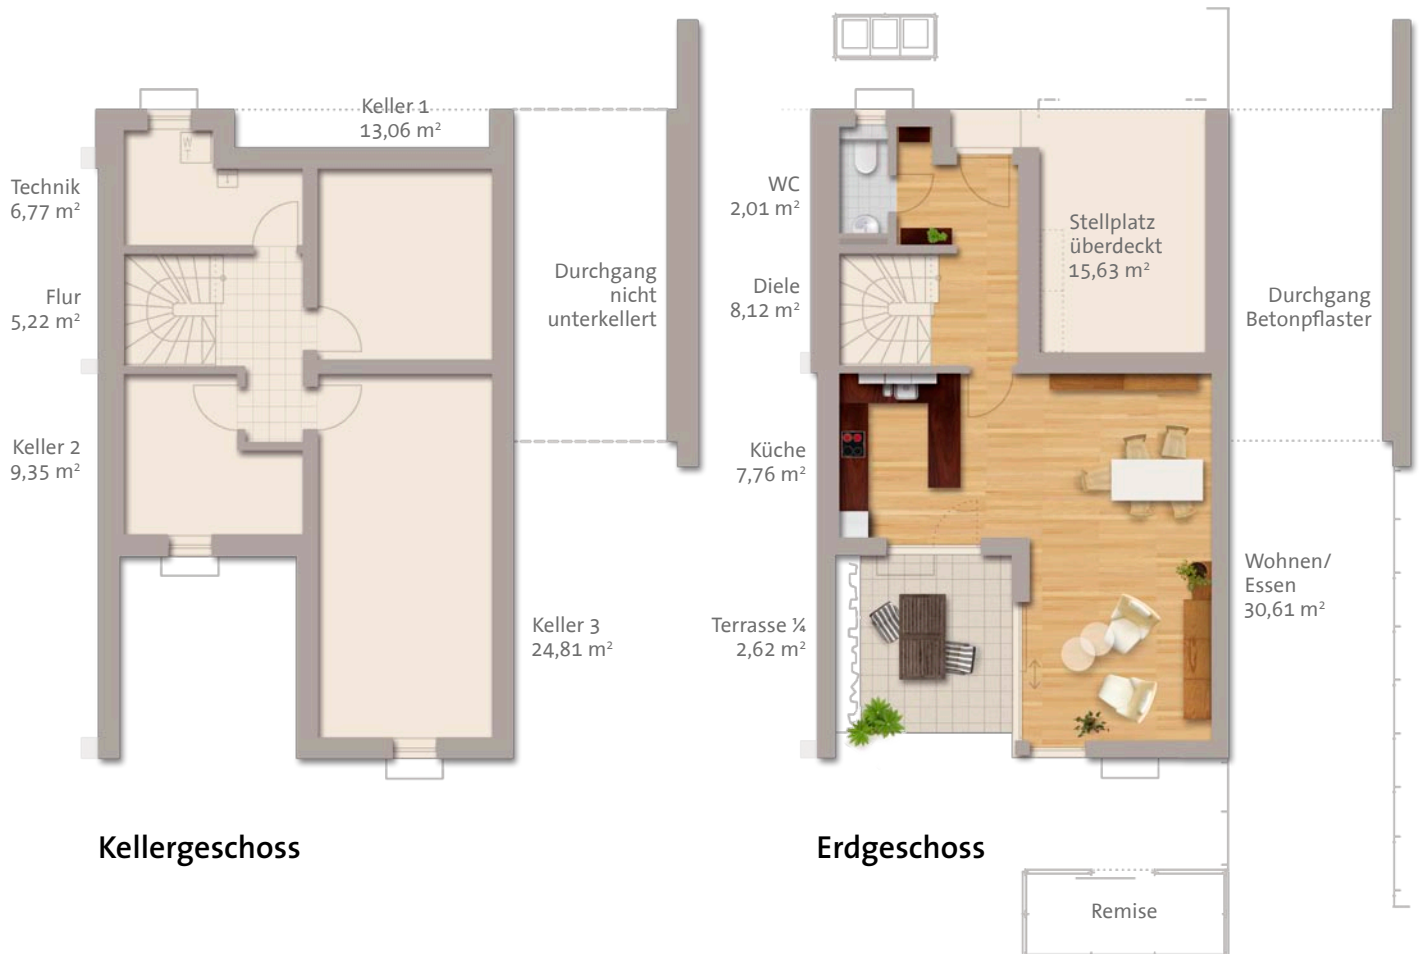 Keller 1
13,06 m²
Technik
6,77 m²
Flur
5,22 m²
Keller 2
9,35 m²
Durchgang
nicht
unterkellert
Keller 3
24,81 m²
Kellergeschoss
WC
2,01 m²
Diele
8,12 m²
Küche
7,76 m²
Terrasse ¼
2,62 m²
Stellplatz
überdeckt
15,63 m²
Durchgang
Betonpflaster
Wohnen/
Essen
30,61 m²
Erdgeschoss
Remise
W
T